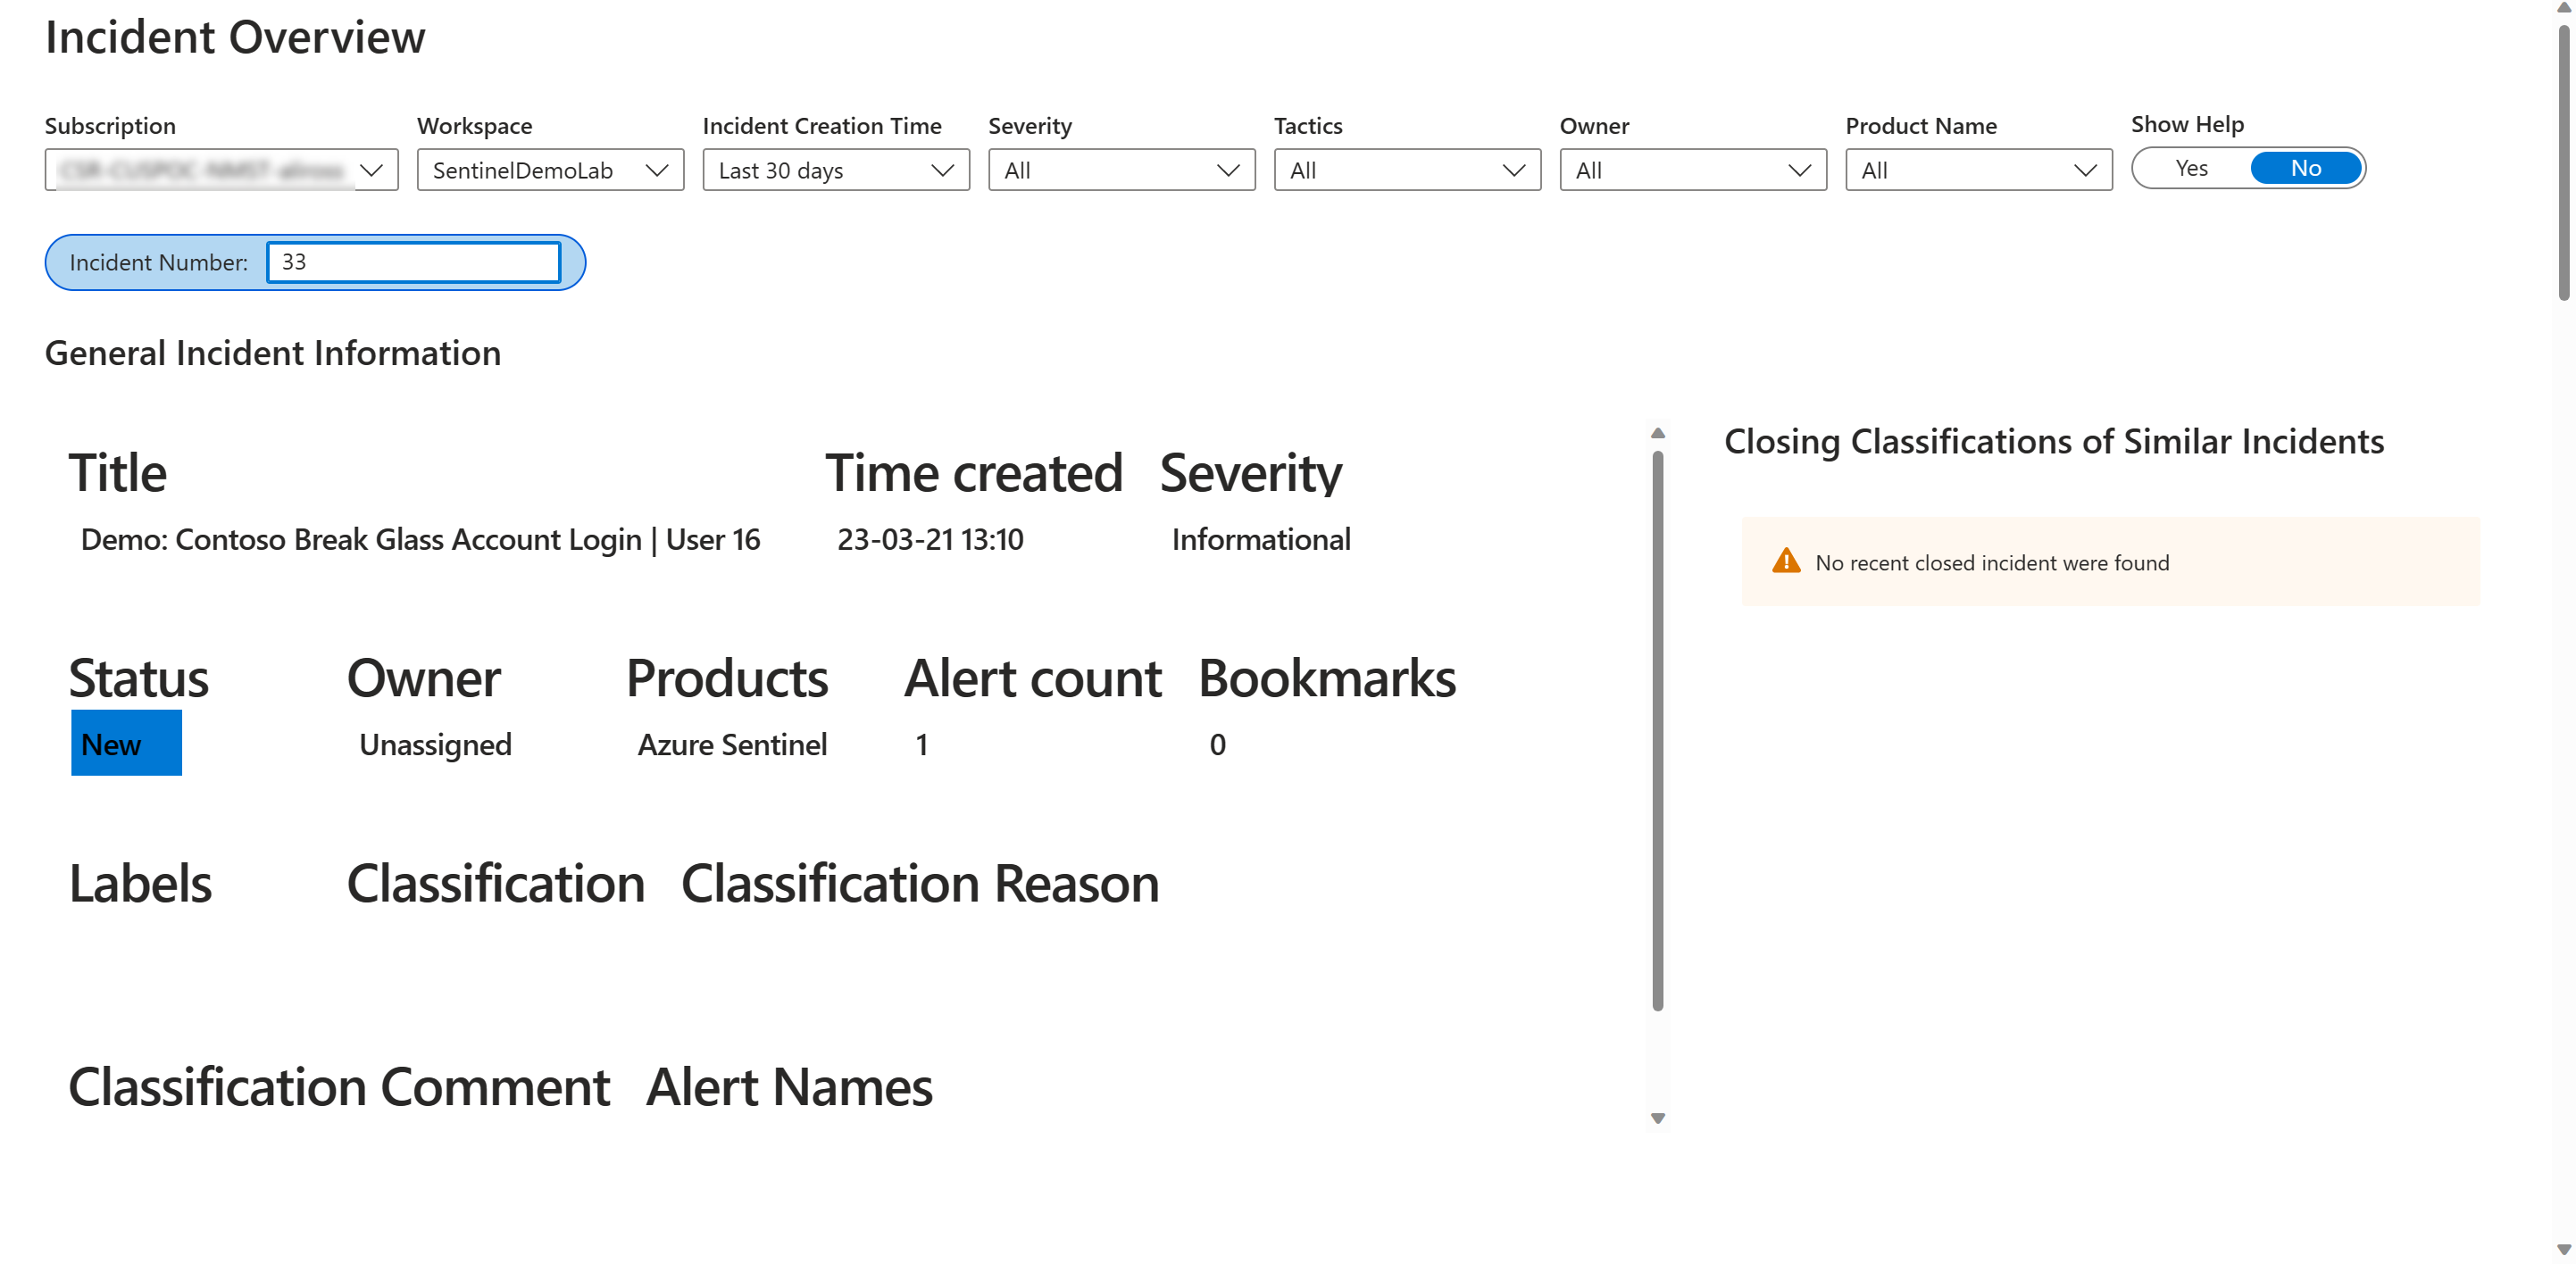 Incident Overview
Subscription Workspace Incident Creation Time Severity Tactics Owner Product Name Show Help
SentinelDemoLab Last 30 days All All All All Yes No
Incident Number: 33
General Incident Information
Closing Classifications of Similar Incidents
Title Time created Severity
Demo: Contoso Break Glass Account Login | User 16 23-03-21 13:10 Informational
No recent closed incident were found
Status Owner Products Alert count Bookmarks
New Unassigned Azure Sentinel 1 0
Labels Classification Classification Reason
Classification Comment Alert Names